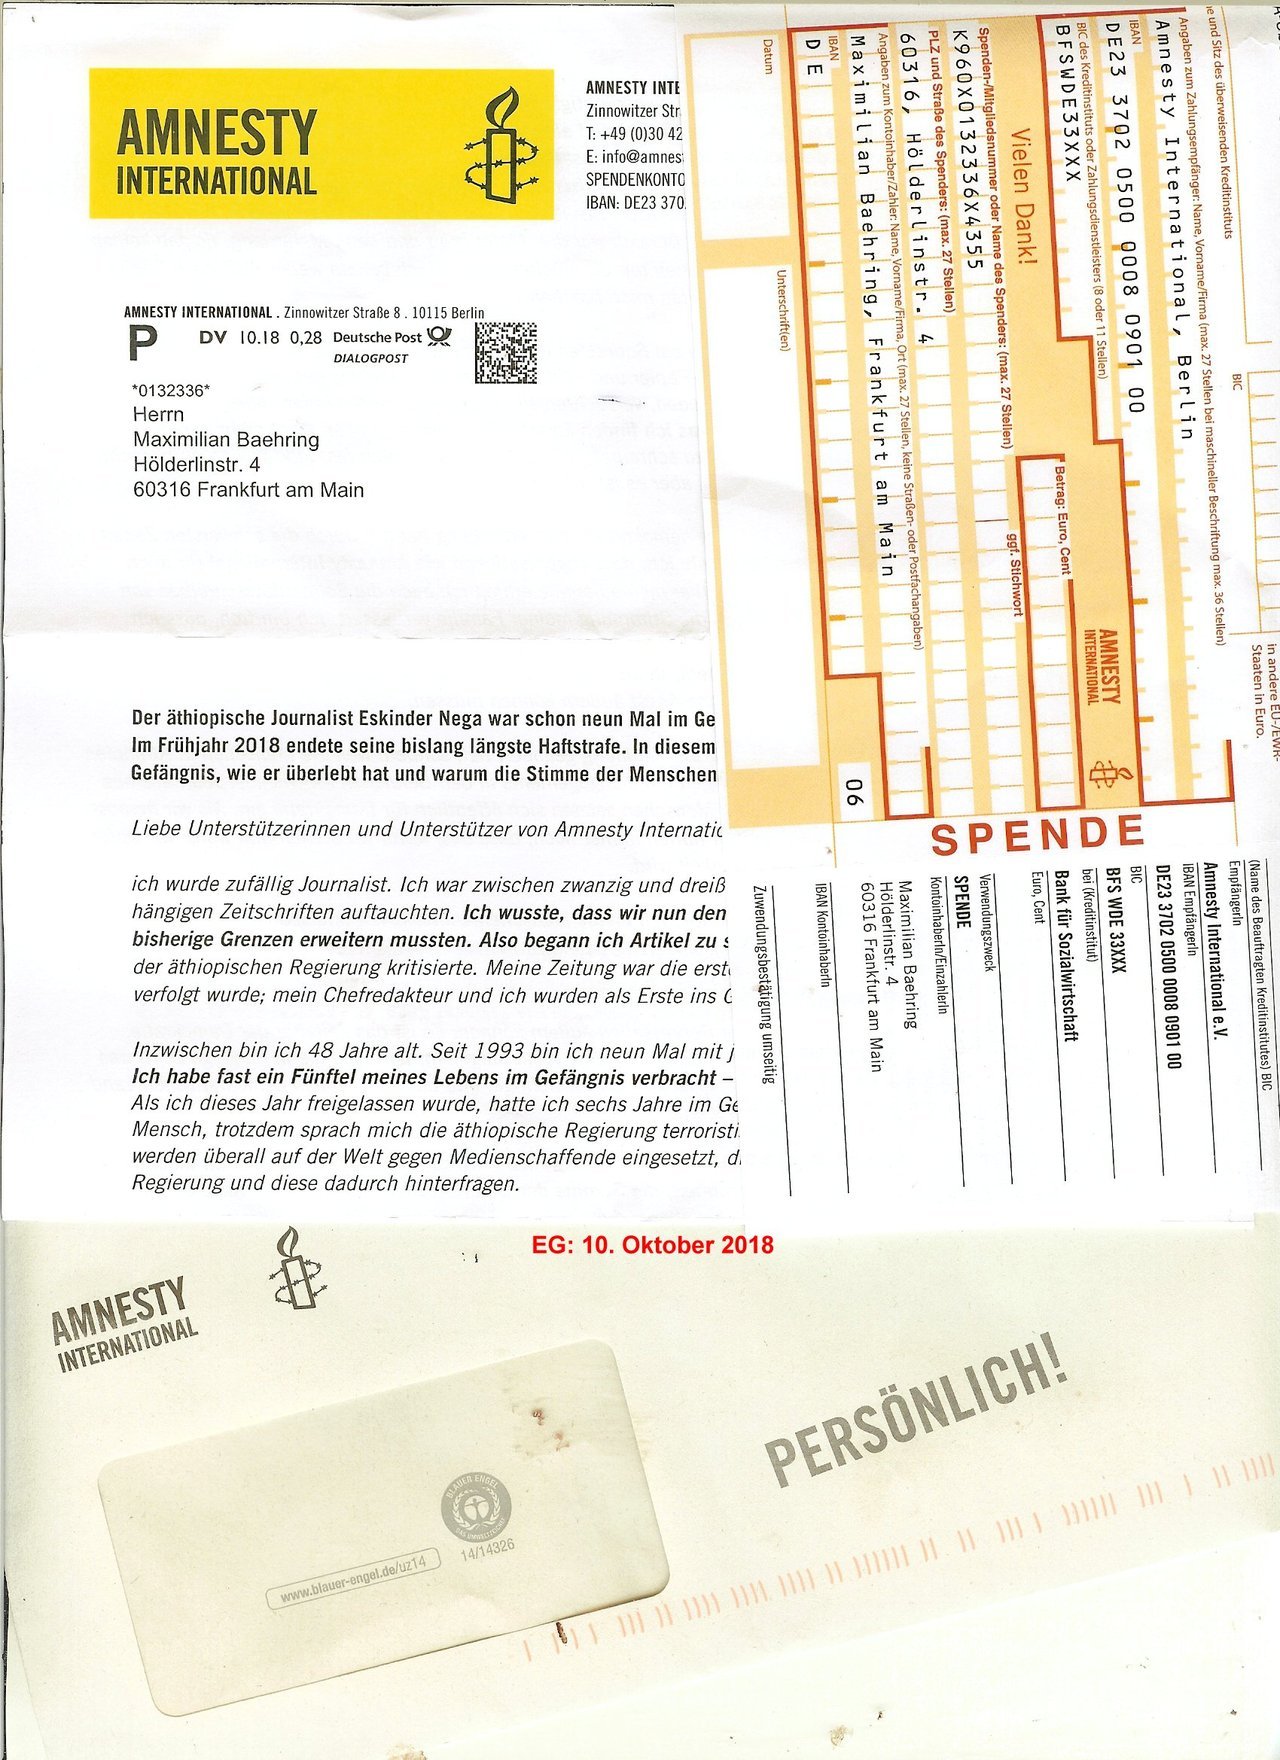 AMNESTY
INTERNATIONAL
AMNESTY INTE
Zinnowitzer Str
T: +49 (0)30 42
E: info@amnes
SPENDENKONTO
IBAN: DE23 370
AMNESTY INTERNATIONAL . Zinnowitzer Straße 8 . 10115 Berlin
P DV 10.18 0,28 Deutsche Post
DIALOGPOST
*0132336*
Herrn
Maximilian Baehring
Hölderlinstr. 4
60316 Frankfurt am Main
Der äthiopische Journalist Eskinder Nega war schon neun Mal im Ge
Im Frühjahr 2018 endete seine bislang längste Haftstrafe. In diesem
Gefängnis, wie er überlebt hat und warum die Stimme der Menschen
Liebe Unterstützerinnen und Unterstützer von Amnesty Internatio
ich wurde zufällig Journalist. Ich war zwischen zwanzig und dreiß
hängigen Zeitschriften auftauchten. Ich wusste, dass wir nun den
bisherige Grenzen erweitern mussten. Also begann ich Artikel zu s
der äthiopischen Regierung kritisierte. Meine Zeitung war die erst
verfolgt wurde; mein Chefredakteur und ich wurden als Erste ins G
Inzwischen bin ich 48 Jahre alt. Seit 1993 bin ich neun Mal mit j
Ich habe fast ein Fünftel meines Lebens im Gefängnis verbracht –
Als ich dieses Jahr freigelassen wurde, hatte ich sechs Jahre im Ge
Mensch, trotzdem sprach mich die äthiopische Regierung terroristi
werden überall auf der Welt gegen Medienschaffende eingesetzt, d
Regierung und diese dadurch hinterfragen.
e und Sitz des überweisenden Kreditinstituts
BIC
in andere EU-/EWR-
Staaten in Euro.
Angaben zum Zahlungsempfänger: Name, Vorname/Firma (max. 27 Stellen bei maschineller Beschriftung max. 36 Stellen)
Amnesty International, Berlin
IBAN
DE23 3702 0500 0008 0901 00
BIC des Kreditinstituts oder Zahlungsdienstleisters (8 oder 11 Stellen)
BFSWDE33XXX
AMNESTY
INTERNATIONAL
Vielen Dank!
Betrag: Euro, Cent
Spenden-/Mitgliedsnummer oder Name des Spenders: (max. 27 Stellen)
ggf. Stichwort
K960X0132336X4355
PLZ und Straße des Spenders: (max. 27 Stellen)
60316, Hölderlinstr. 4
Angaben zum Kontoinhaber/Zahler: Name, Vorname/Firma, Ort (max. 27 Stellen, keine Straßen- oder Postfachangaben)
Maximilian Baehring, Frankfurt am Main
IBAN
DE
06
Datum
Unterschrift(en)
SPENDE
(Name des Beauftragten Kreditinstitutes) BIC
EmpfängerIn
Amnesty International e.V.
IBAN EmpfängerIn
DE23 3702 0500 0008 0901 00
BIC
BFS WDE 33XXX
bei (Kreditinstitut)
Bank für Sozialwirtschaft
Euro, Cent
Verwendungszweck
SPENDE
KontoinhaberIn/EinzahlerIn
Maximilian Baehring
Hölderlinstr. 4
60316 Frankfurt am Main
IBAN KontoinhaberIn
Zuwendungsbestätigung umseitig
EG: 10. Oktober 2018
AMNESTY
INTERNATIONAL
PERSÖNLICH!
BLAUER ENGEL
DAS UMWELTZEICHEN
www.blauer-engel.de/uz14
14/14326